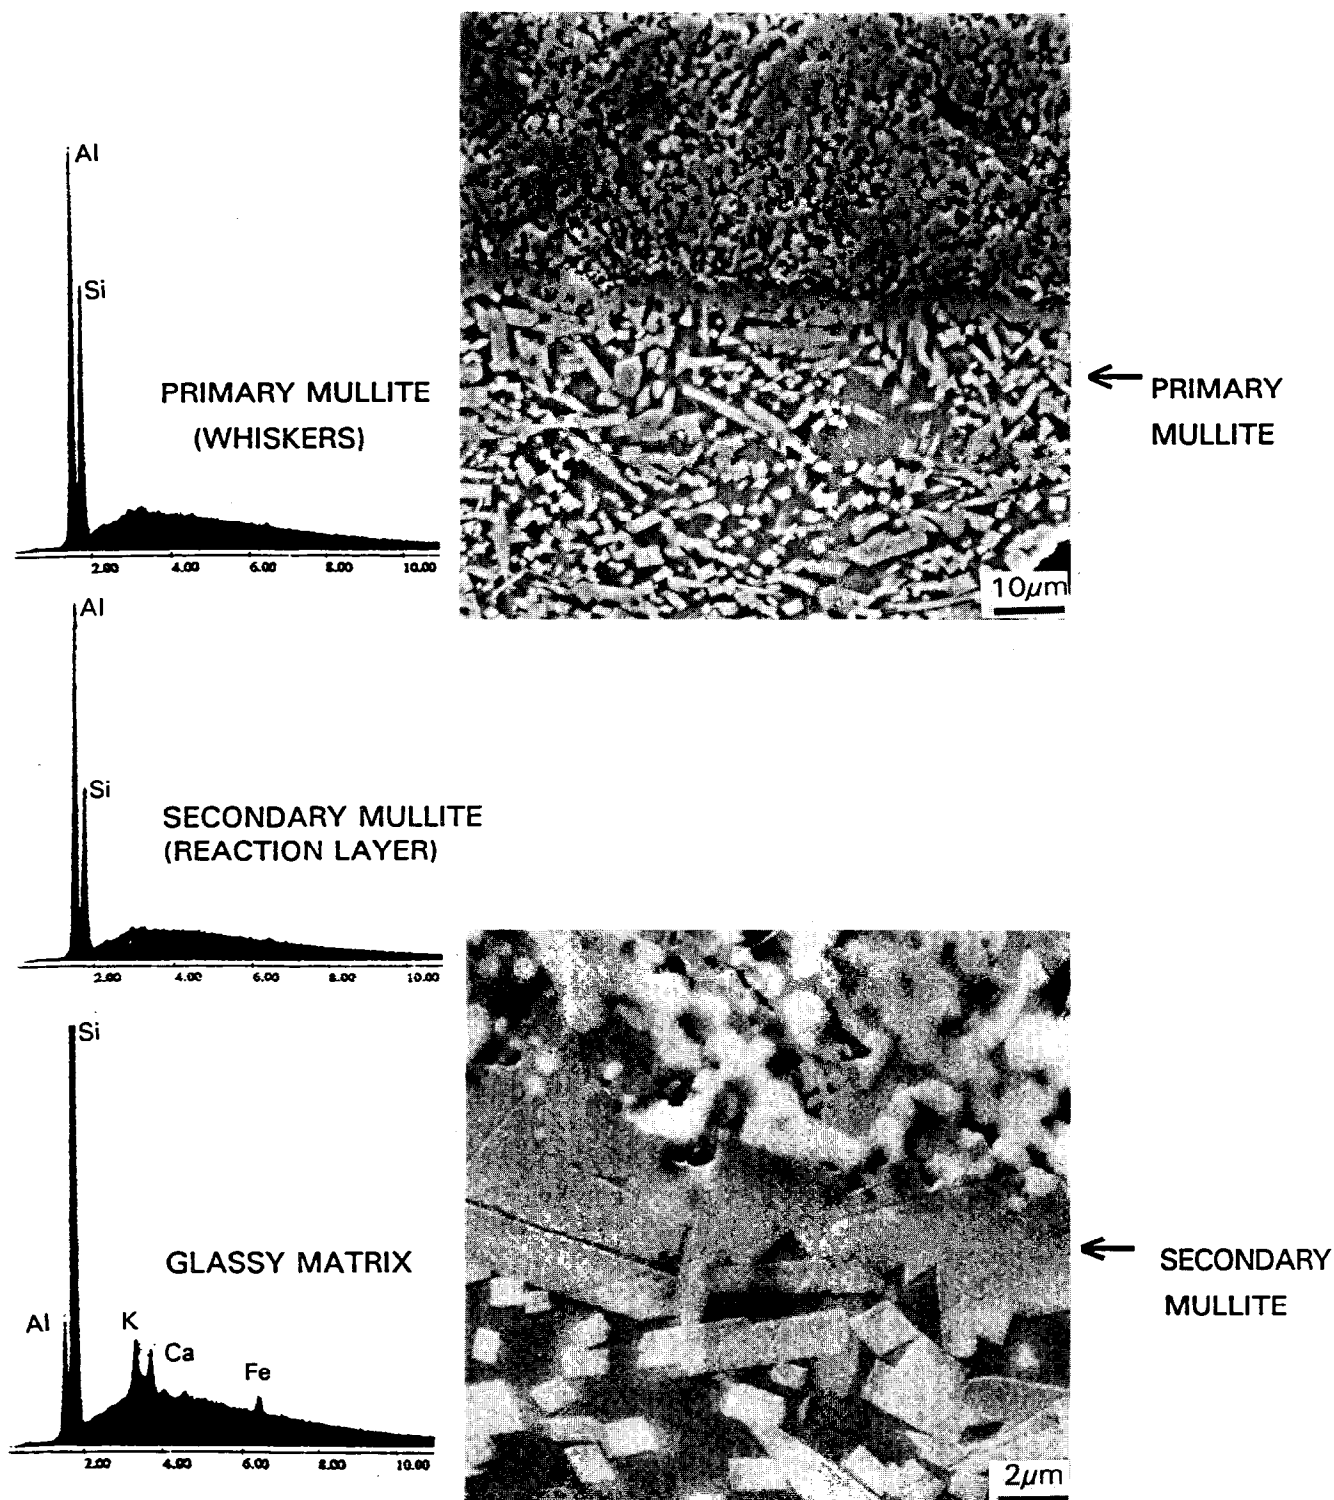 Al
Si
PRIMARY MULLITE
(WHISKERS)
2.00 4.00 6.00 8.00 10.00
10µm
PRIMARY
MULLITE
Al
Si
SECONDARY MULLITE
(REACTION LAYER)
2.00 4.00 6.00 8.00 10.00
Si
GLASSY MATRIX
Al
K
Ca
Fe
2.00 4.00 6.00 8.00 10.00
SECONDARY
MULLITE
2µm